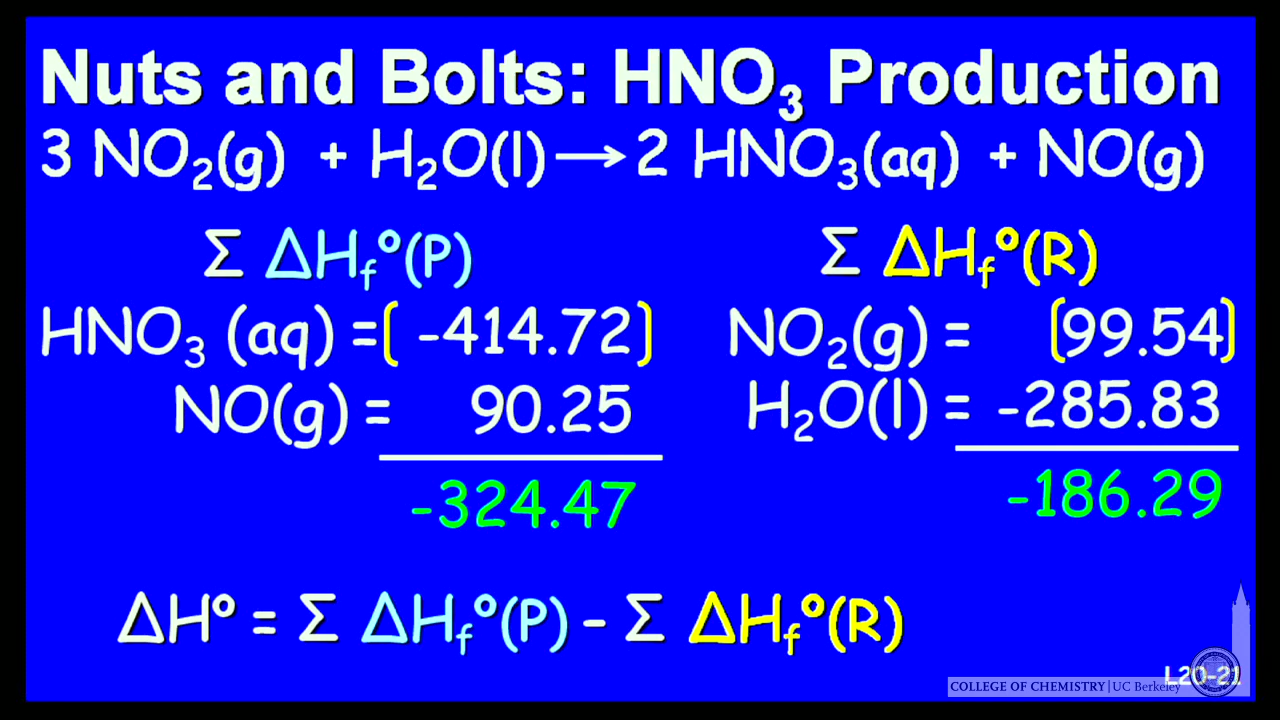 Nuts and Bolts: HNO₃ Production
3 NO₂(g) + H₂O(l) → 2 HNO₃(aq) + NO(g)
Σ ΔHf°(P)
HNO₃ (aq) = ( -414.72)
NO(g) = 90.25
-324.47
Σ ΔHf°(R)
NO₂(g) = (99.54)
H₂O(l) = -285.83
-186.29
ΔH° = Σ ΔHf°(P) - Σ ΔHf°(R)
L20-21
COLLEGE OF CHEMISTRY | UC Berkeley